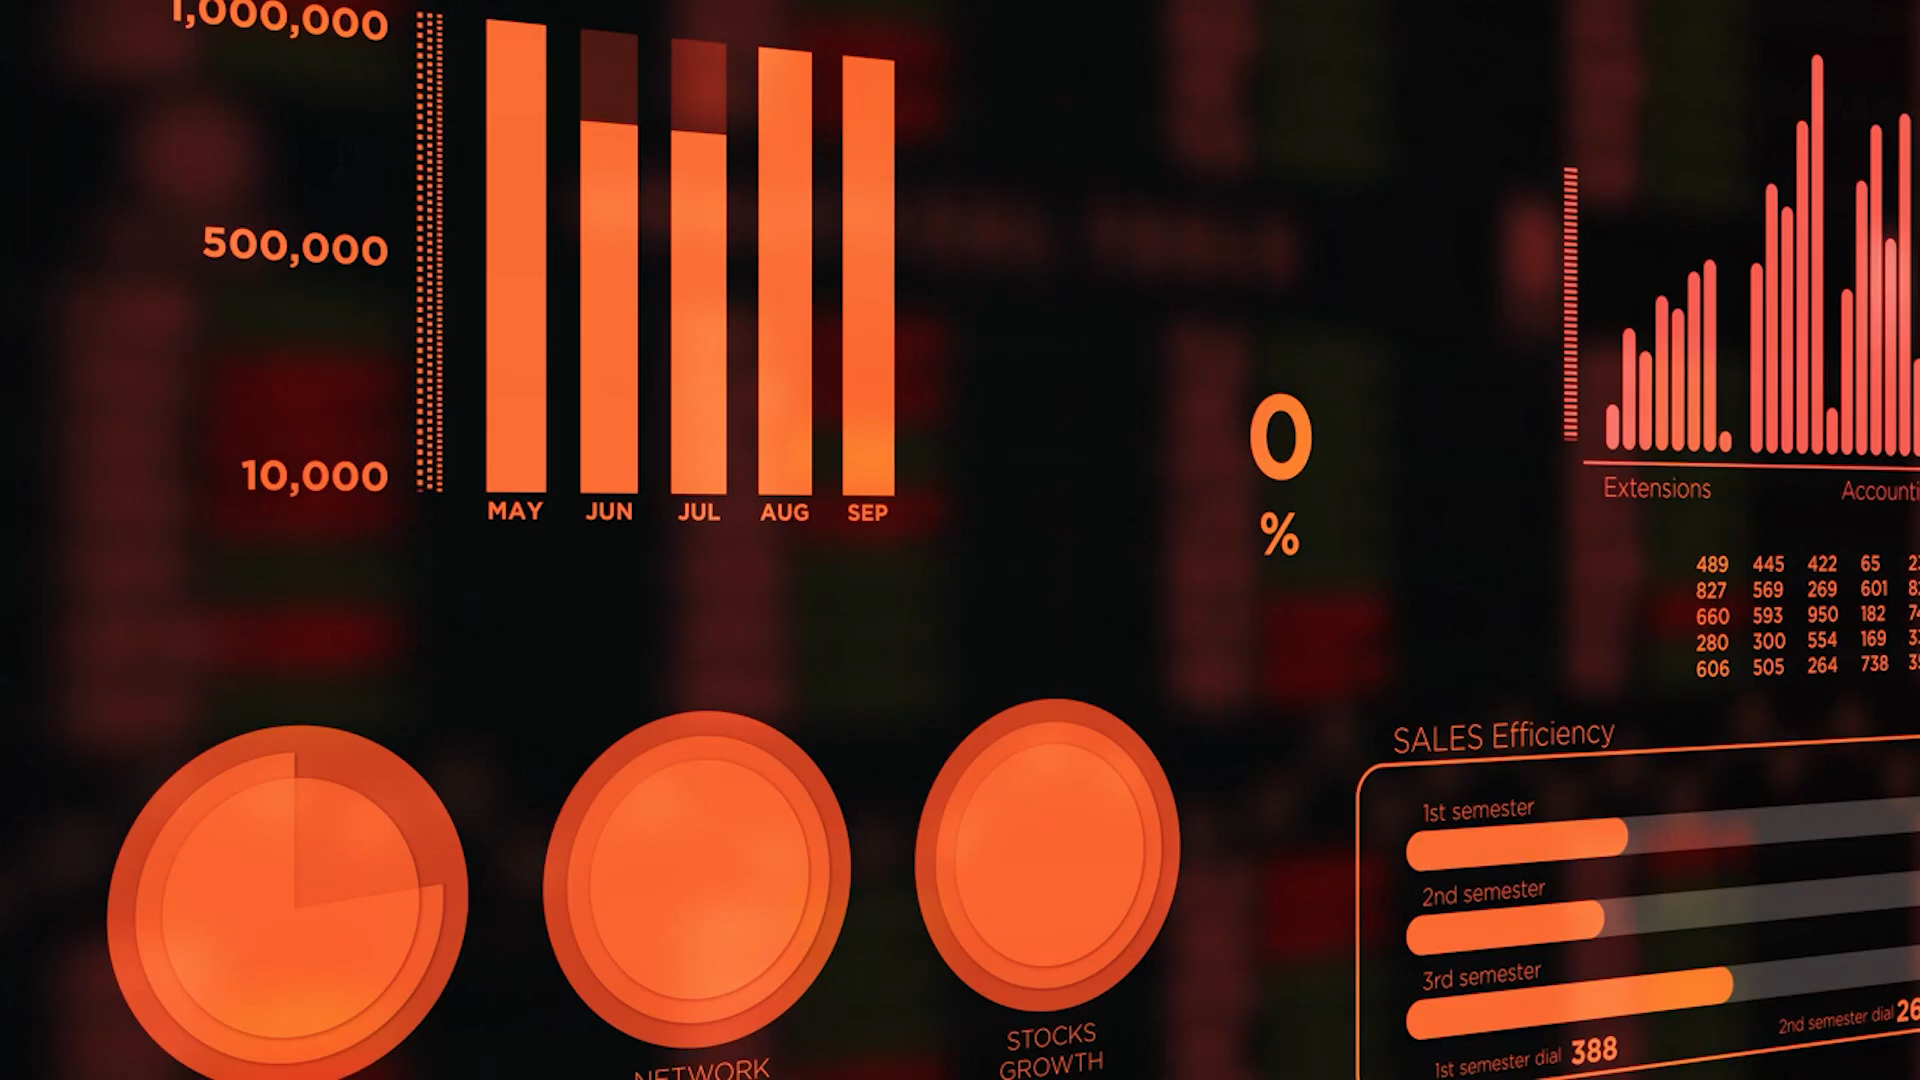 1,000,000
500,000
10,000
MAY JUN JUL AUG SEP
0
%
Extensions
489 445 422 65
827 569 269 601
660 593 950 182
280 300 554 169
606 505 264 738
SALES Efficiency
1st semester
2nd semester
3rd semester
1st semester dial 388
2nd semester dial 26
NETWORK
STOCKS
GROWTH